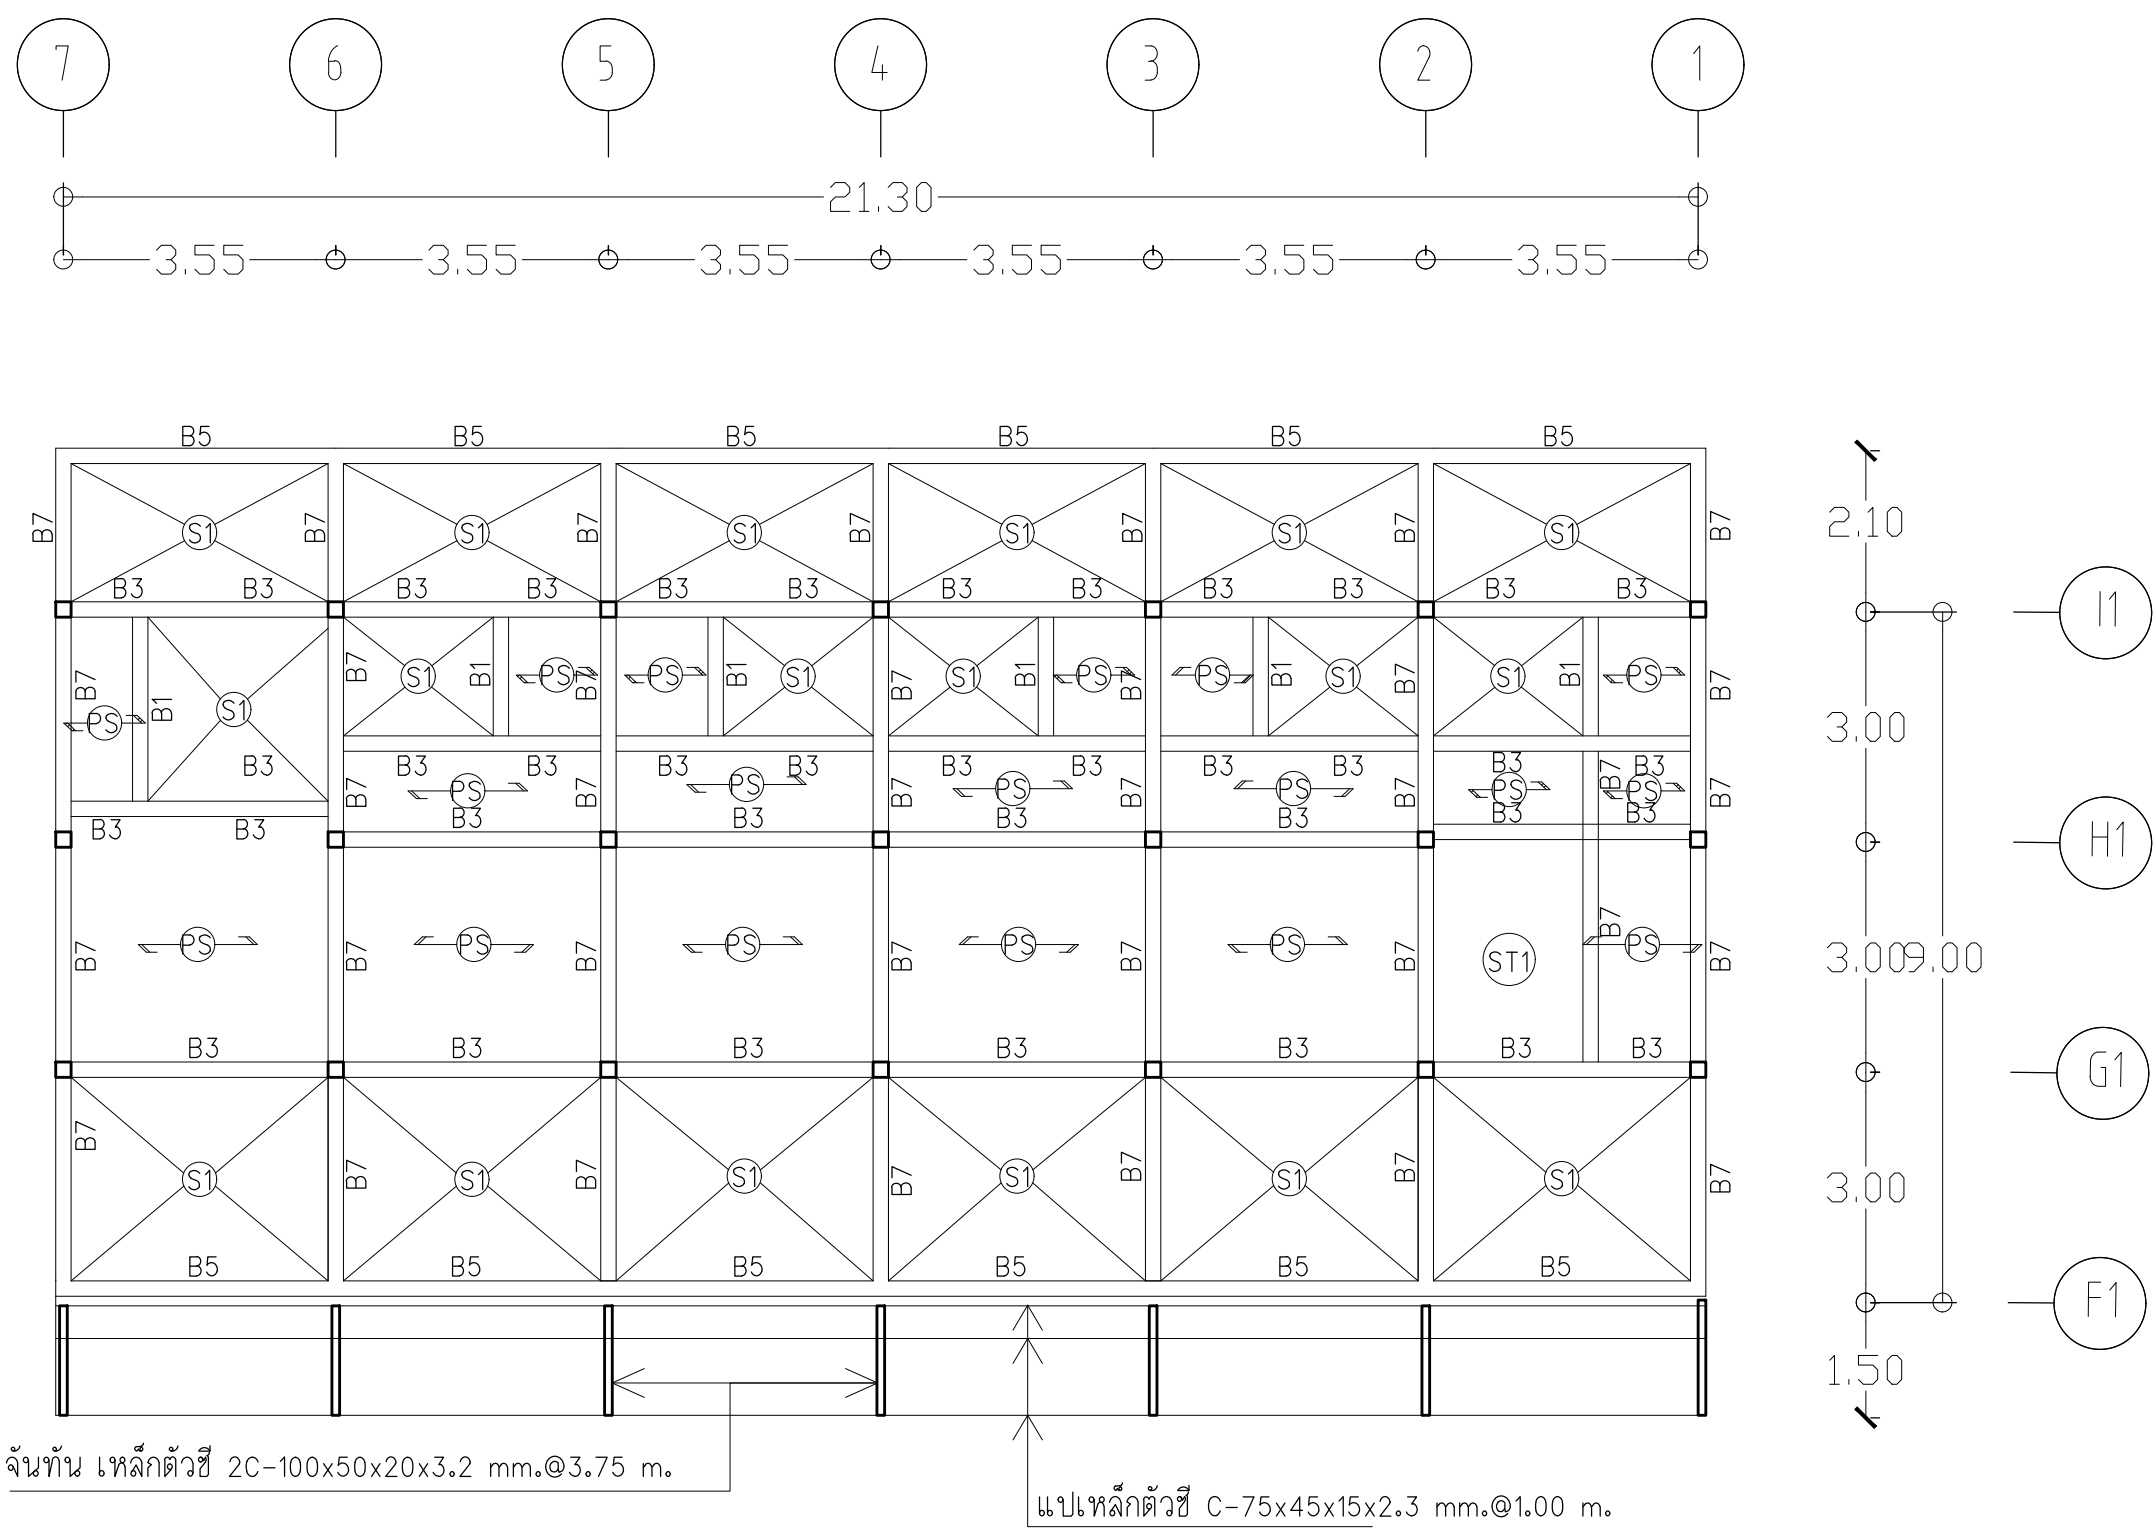 7 6 5 4 3 2 1
21.30
3.55 3.55 3.55 3.55 3.55 3.55
B5 B5 B5 B5 B5 B5
B7 S1 B7 S1 B7 S1 B7 S1 B7 S1 B7 S1 B7 2.10
B3 B3 B3 B3 B3 B3 B3 B3 B3 B3 B3 B3
I1
B7 PS B1 S1 B7 S1 B1 PS B7 PS B1 S1 B7 S1 B1 PS B7 PS B1 S1 B7 S1 B1 PS B7
3.00
B3 B3 B3 B3 B3 B3 B3 B3 B3 B3 B7 B3
B7 PS B7 PS B7 PS B7 PS B7 PS PS B7
B3 B3 B3 B3 B3 B3 B3 B3
H1
B7 PS B7 PS B7 PS B7 PS B7 PS B7 ST1 B7 PS B7 3.00 9.00
B3 B3 B3 B3 B3 B3 B3
G1
B7 S1 B7 S1 B7 S1 B7 S1 B7 S1 B7 S1 B7 3.00
B5 B5 B5 B5 B5 B5
F1
1.50
จันทัน เหล็กตัวซี 2C-100x50x20x3.2 mm.@3.75 m.
แปเหล็กตัวซี C-75x45x15x2.3 mm.@1.00 m.